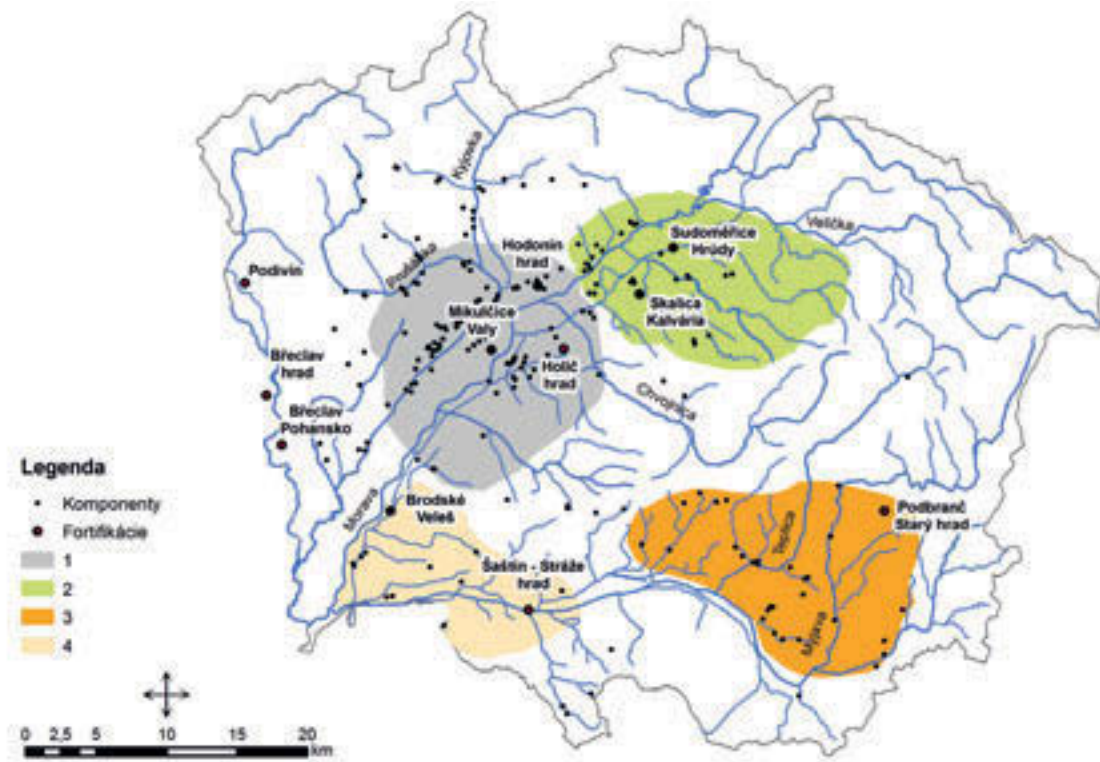 Kyjovka
Velička
Sudoměřice
Hrúdy
Hodonín
hrad
Prušánka
Podivín
Skalica
Kalvária
Mikulčice
Valy
Břeclav
hrad
Holíč
hrad
Chvojnica
Břeclav
Pohansko
Legenda
Komponenty
Fortifikácie
1
2
3
4
Morava
Brodské
Veleš
Podbranč
Starý hrad
Teplica
Šaštín - Stráže
hrad
Myjava
0 2,5 5 10 15 20
km